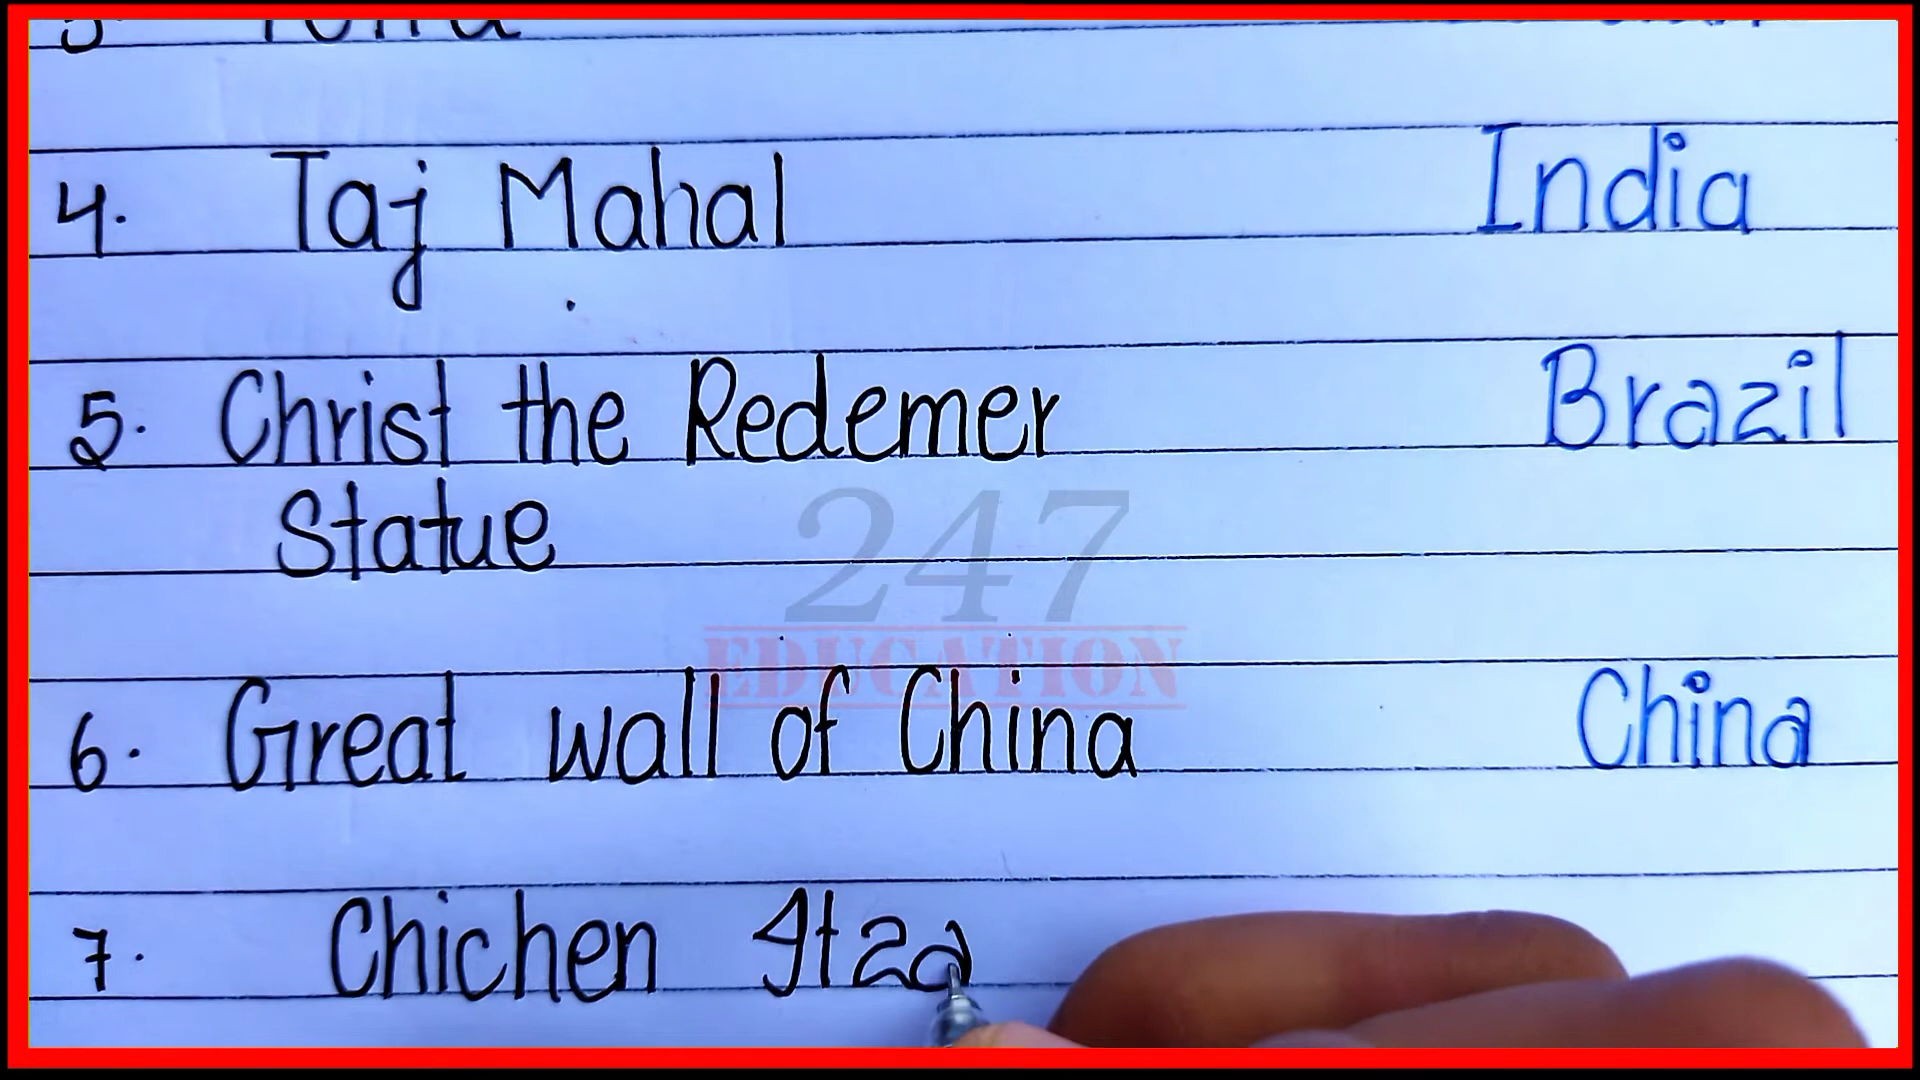 4. Taj Mahal India
5. Christ the Redemer Brazil
Statue
247
EDUCATION
6. Great wall of China China
7. Chichen Itza